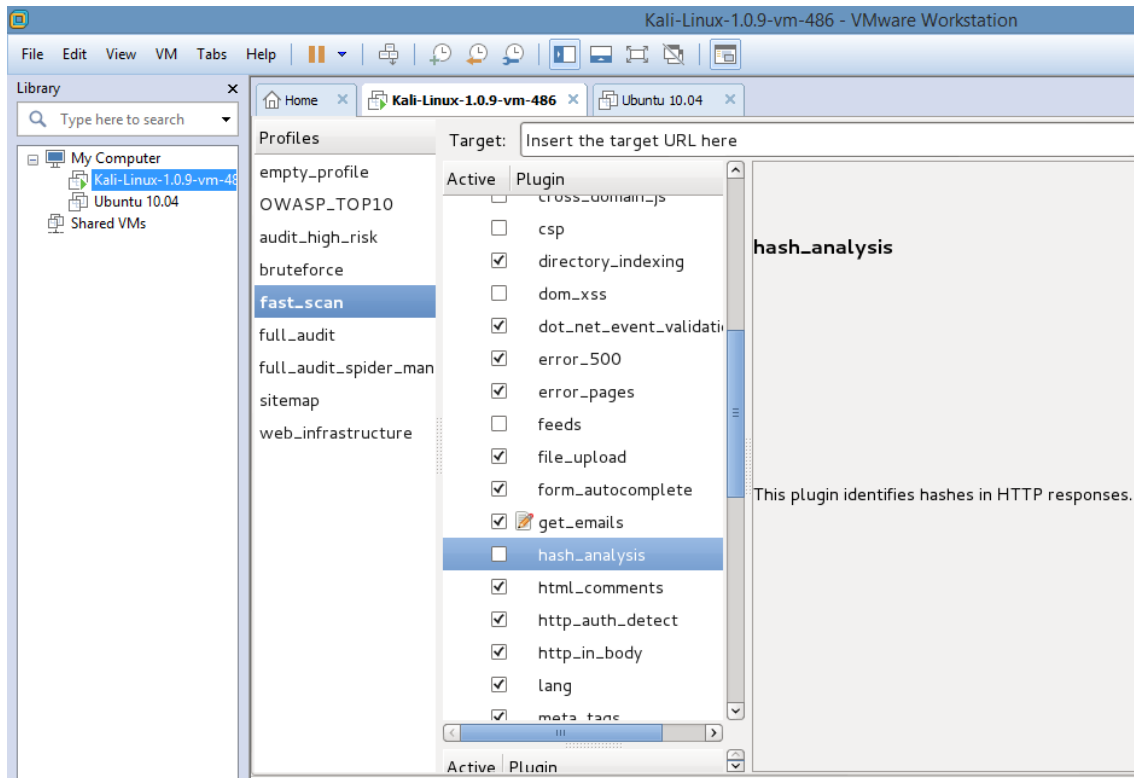 Kali-Linux-1.0.9-vm-486 - VMware Workstation
File Edit View VM Tabs Help
Library
Type here to search
My Computer
Kali-Linux-1.0.9-vm-48
Ubuntu 10.04
Shared VMs
Home
Kali-Linux-1.0.9-vm-486
Ubuntu 10.04
Profiles
empty_profile
OWASP_TOP10
audit_high_risk
bruteforce
fast_scan
full_audit
full_audit_spider_man
sitemap
web_infrastructure
Target: Insert the target URL here
Active Plugin
cross_domain_js
csp
directory_indexing
dom_xss
dot_net_event_validati
error_500
error_pages
feeds
file_upload
form_autocomplete
get_emails
hash_analysis
html_comments
http_auth_detect
http_in_body
lang
meta_tags
Active Plugin
hash_analysis
This plugin identifies hashes in HTTP responses.